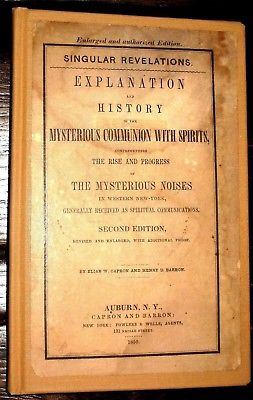 Enlarged and authorized Edition.
SINGULAR REVELATIONS.
EXPLANATION
AND
HISTORY
OF THE
MYSTERIOUS COMMUNION WITH SPIRITS,
COMPREHENDING
THE RISE AND PROGRESS
OF
THE MYSTERIOUS NOISES
IN WESTERN NEW-YORK,
GENERALLY RECEIVED AS SPIRITUAL COMMUNICATIONS.
SECOND EDITION,
REVISED AND ENLARGED, WITH ADDITIONAL PROOF.
BY ELIAB W. CAPRON AND HENRY D. BARRON.
AUBURN, N. Y.,
CAPRON AND BARRON:
NEW YORK: FOWLERS & WELLS, AGENTS,
131 NASSAU STREET.
1850.